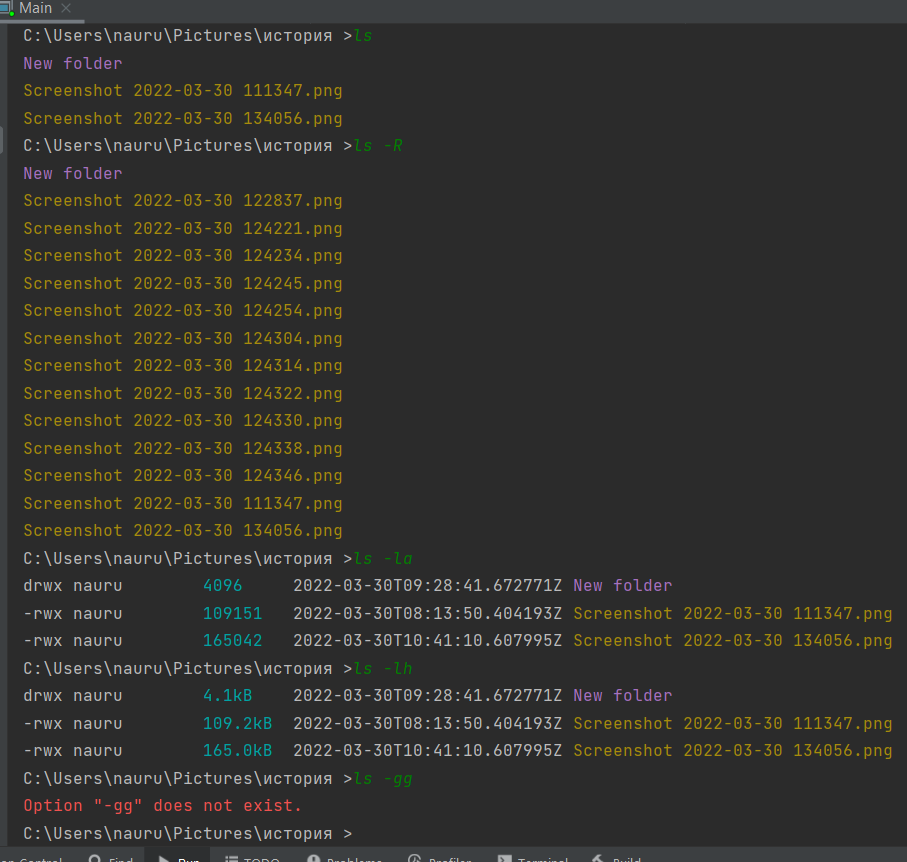 Main
C:\Users\nauru\Pictures\история >ls
New folder
Screenshot 2022-03-30 111347.png
Screenshot 2022-03-30 134056.png
C:\Users\nauru\Pictures\история >ls -R
New folder
Screenshot 2022-03-30 122837.png
Screenshot 2022-03-30 124221.png
Screenshot 2022-03-30 124234.png
Screenshot 2022-03-30 124245.png
Screenshot 2022-03-30 124254.png
Screenshot 2022-03-30 124304.png
Screenshot 2022-03-30 124314.png
Screenshot 2022-03-30 124322.png
Screenshot 2022-03-30 124330.png
Screenshot 2022-03-30 124338.png
Screenshot 2022-03-30 124346.png
Screenshot 2022-03-30 111347.png
Screenshot 2022-03-30 134056.png
C:\Users\nauru\Pictures\история >ls -la
drwx nauru 4096 2022-03-30T09:28:41.672771Z New folder
-rwx nauru 109151 2022-03-30T08:13:50.404193Z Screenshot 2022-03-30 111347.png
-rwx nauru 165042 2022-03-30T10:41:10.607995Z Screenshot 2022-03-30 134056.png
C:\Users\nauru\Pictures\история >ls -lh
drwx nauru 4.1kB 2022-03-30T09:28:41.672771Z New folder
-rwx nauru 109.2kB 2022-03-30T08:13:50.404193Z Screenshot 2022-03-30 111347.png
-rwx nauru 165.0kB 2022-03-30T10:41:10.607995Z Screenshot 2022-03-30 134056.png
C:\Users\nauru\Pictures\история >ls -gg
Option "-gg" does not exist.
C:\Users\nauru\Pictures\история >
on Control Find Run TODO Problems Profiler Terminal Build